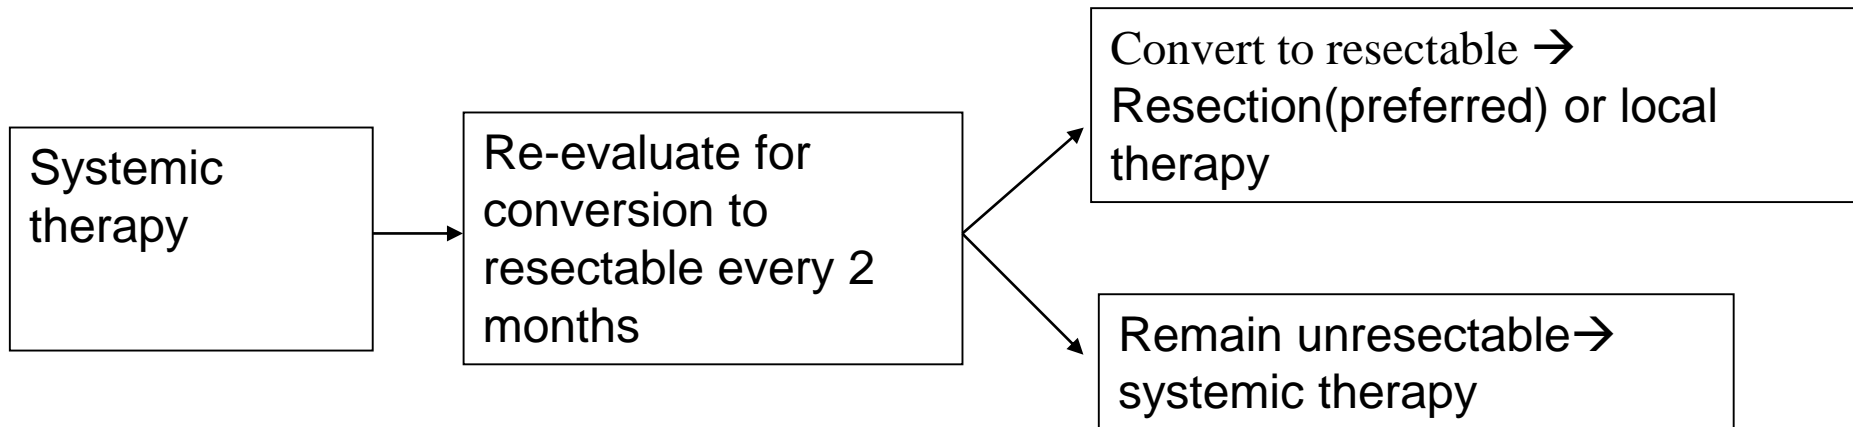 Systemic
therapy
Re-evaluate for
conversion to
resectable every 2
months
Convert to resectable →
Resection(preferred) or local
therapy
Remain unresectable→
systemic therapy